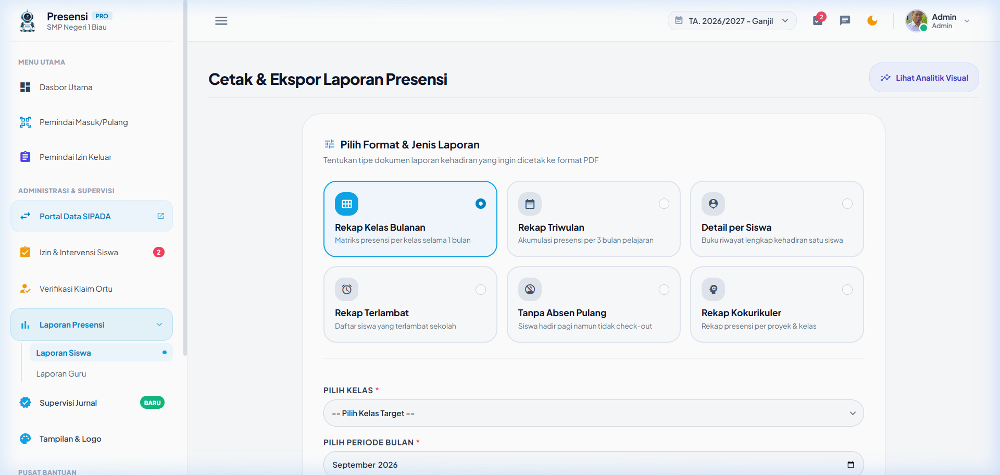 Presensi PRO
SMP Negeri 1 Biau
TA. 2026/2027 - Ganjil
2
Admin
Admin
MENU UTAMA
Dasbor Utama
Pemindai Masuk/Pulang
Pemindai Izin Keluar
ADMINISTRASI & SUPERVISI
Portal Data SIPADA
Izin & Intervensi Siswa 2
Verifikasi Klaim Ortu
Laporan Presensi
Laporan Siswa
Laporan Guru
Supervisi Jurnal BARU
Tampilan & Logo
PUSAT BANTUAN
Cetak & Ekspor Laporan Presensi
Lihat Analitik Visual
Pilih Format & Jenis Laporan
Tentukan tipe dokumen laporan kehadiran yang ingin dicetak ke format PDF
Rekap Kelas Bulanan
Matriks presensi per kelas selama 1 bulan
Rekap Triwulan
Akumulasi presensi per 3 bulan pelajaran
Detail per Siswa
Buku riwayat lengkap kehadiran satu siswa
Rekap Terlambat
Daftar siswa yang terlambat sekolah
Tanpa Absen Pulang
Siswa hadir pagi namun tidak check-out
Rekap Kokurikuler
Rekap presensi per proyek & kelas
PILIH KELAS *
-- Pilih Kelas Target --
PILIH PERIODE BULAN *
September 2026